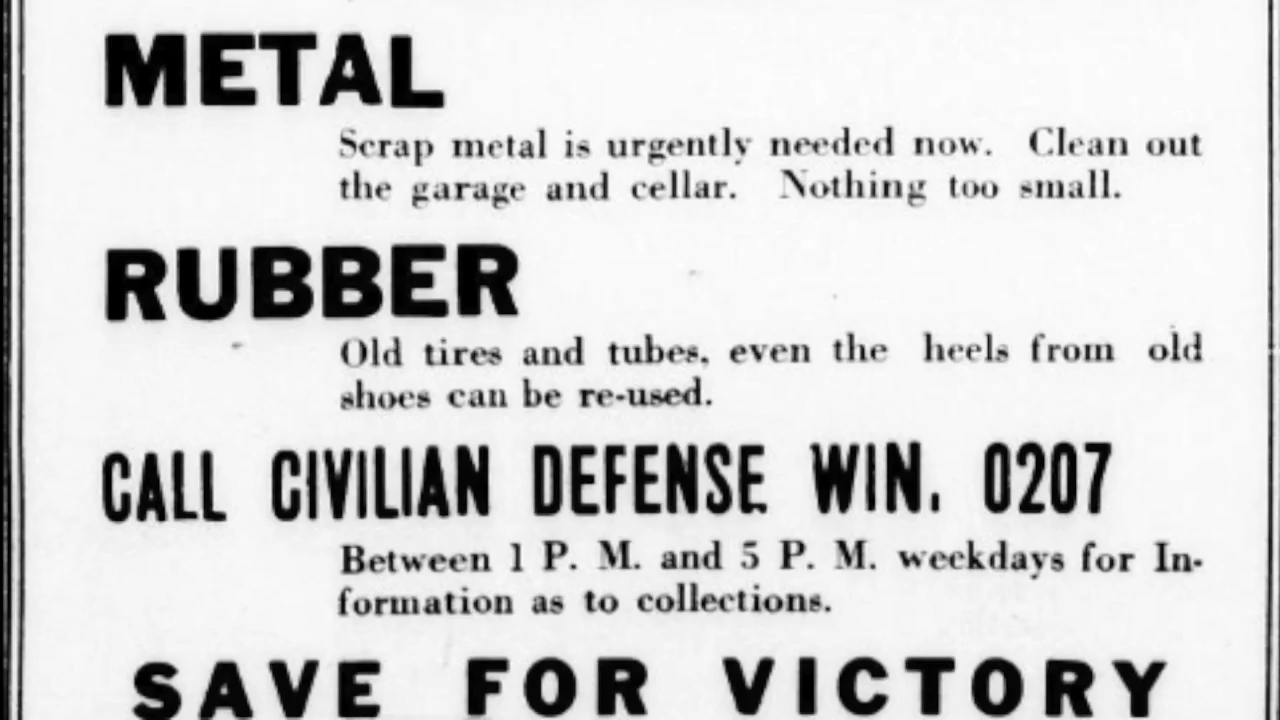 METAL
Scrap metal is urgently needed now. Clean out
the garage and cellar. Nothing too small.
RUBBER
Old tires and tubes, even the heels from old
shoes can be re-used.
CALL CIVILIAN DEFENSE WIN. 0207
Between 1 P. M. and 5 P. M. weekdays for In-
formation as to collections.
SAVE FOR VICTORY